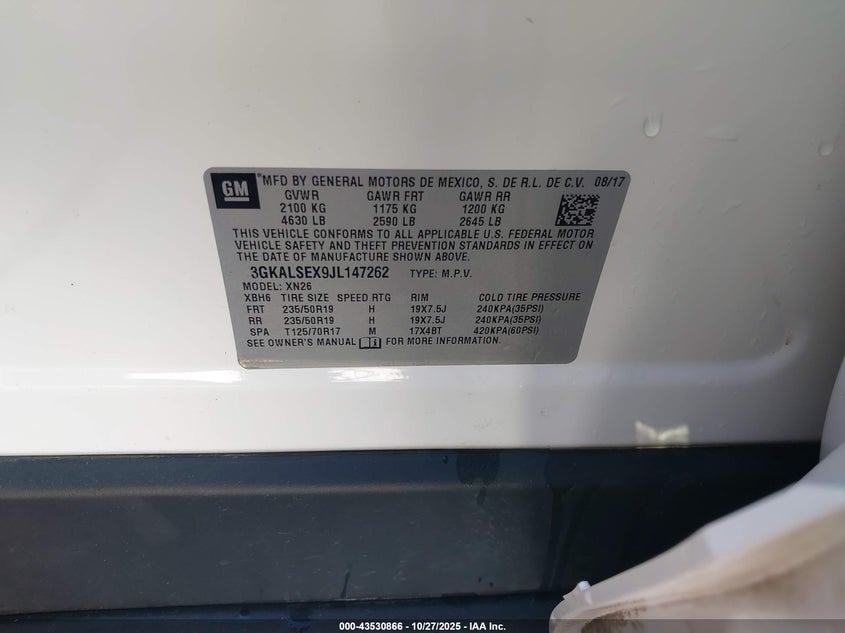 GM
MFD BY GENERAL MOTORS DE MEXICO, S. DE R.L. DE C.V. 08/17
GVWR GAWR FRT GAWR RR
2100 KG 1175 KG 1200 KG
4630 LB 2590 LB 2645 LB
THIS VEHICLE CONFORMS TO ALL APPLICABLE U.S. FEDERAL MOTOR
VEHICLE SAFETY AND THEFT PREVENTION STANDARDS IN EFFECT ON
THE DATE OF MANUFACTURE SHOWN ABOVE.
3GKALSEX9JL147262 TYPE: M.P.V.
MODEL: XN26
XBH6 TIRE SIZE SPEED RTG RIM COLD TIRE PRESSURE
FRT 235/50R19 H 19X7.5J 240KPA(35PSI)
RR 235/50R19 H 19X7.5J 240KPA(35PSI)
SPA T125/70R17 M 17X4BT 420KPA(60PSI)
SEE OWNER'S MANUAL FOR MORE INFORMATION.
000-43530866 - 10/27/2025 - IAA Inc.